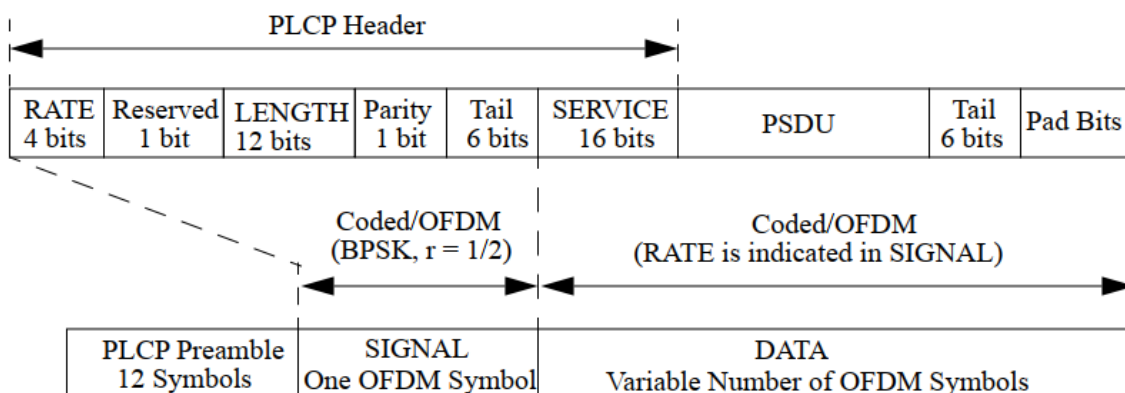 PLCP Header
RATE Reserved LENGTH Parity Tail SERVICE PSDU Tail Pad Bits
4 bits 1 bit 12 bits 1 bit 6 bits 16 bits 6 bits
Coded/OFDM Coded/OFDM
(BPSK, r = 1/2) (RATE is indicated in SIGNAL)
PLCP Preamble SIGNAL DATA
12 Symbols One OFDM Symbol Variable Number of OFDM Symbols